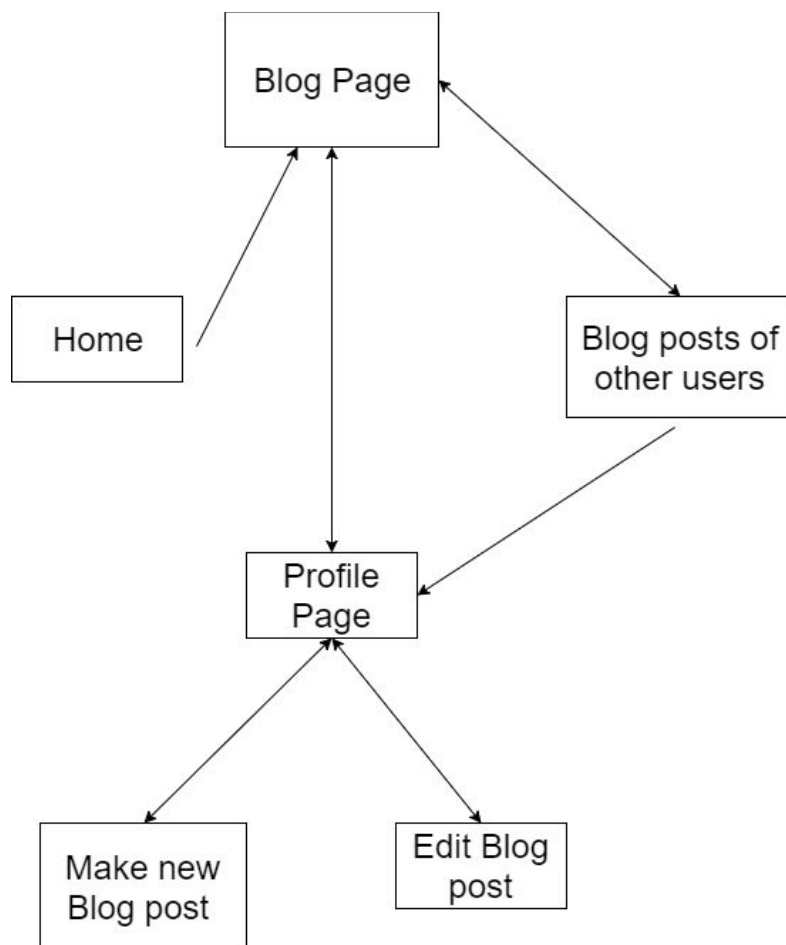 Blog Page
Home
Blog posts of
other users
Profile
Page
Make new
Blog post
Edit Blog
post